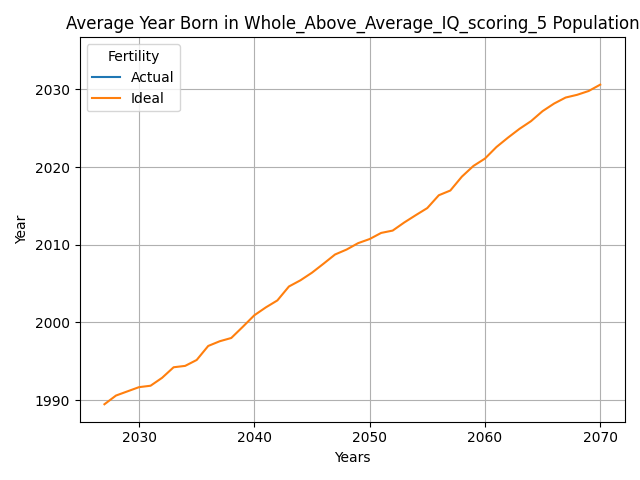 Average Year Born in Whole_Above_Average_IQ_scoring_5 Population
Fertility
Actual
Ideal
2030
2020
2010
2000
1990
Year
2030 2040 2050 2060 2070
Years